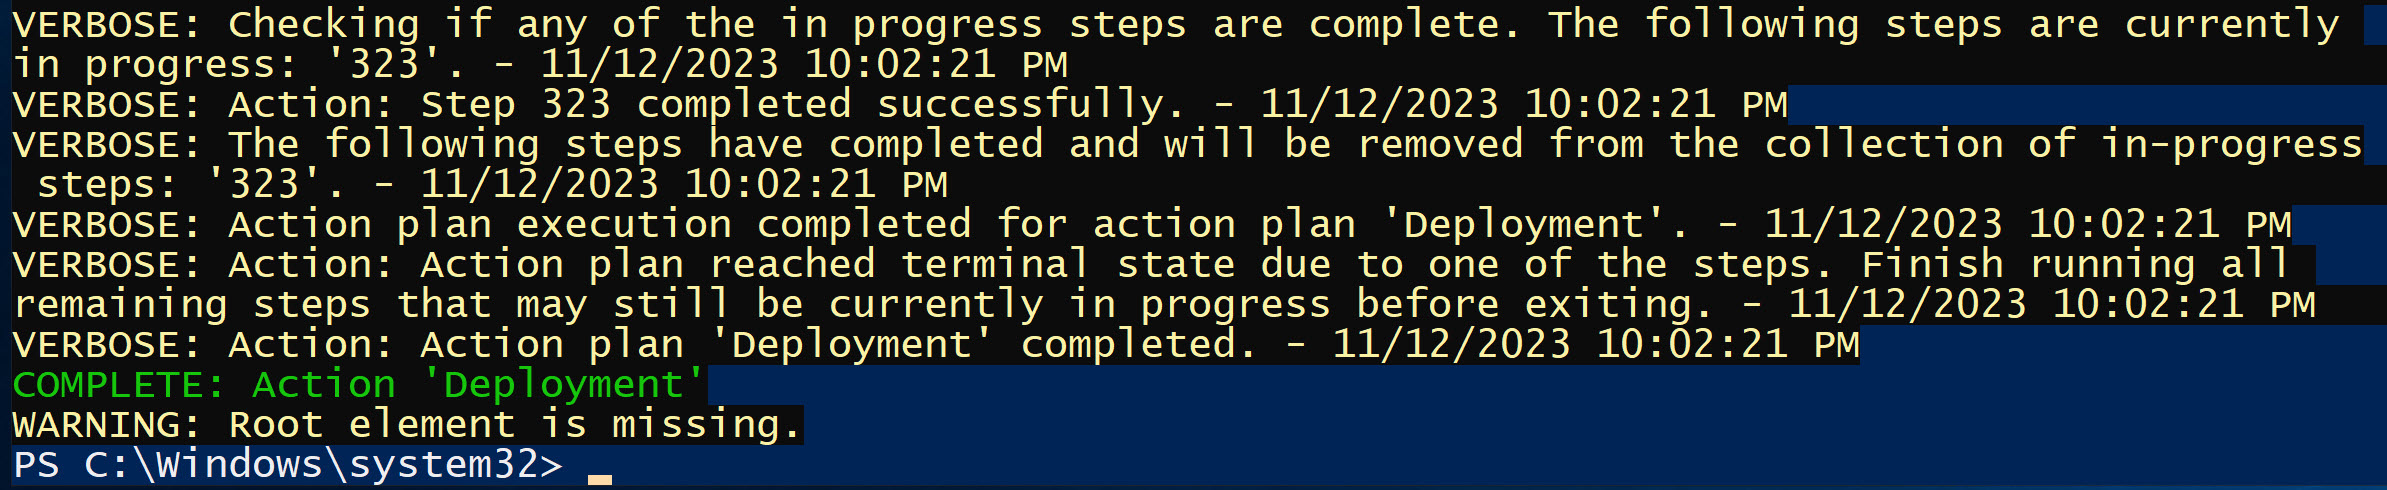 VERBOSE: Checking if any of the in progress steps are complete. The following steps are currently
in progress: '323'. - 11/12/2023 10:02:21 PM
VERBOSE: Action: Step 323 completed successfully. - 11/12/2023 10:02:21 PM
VERBOSE: The following steps have completed and will be removed from the collection of in-progress
 steps: '323'. - 11/12/2023 10:02:21 PM
VERBOSE: Action plan execution completed for action plan 'Deployment'. - 11/12/2023 10:02:21 PM
VERBOSE: Action: Action plan reached terminal state due to one of the steps. Finish running all
remaining steps that may still be currently in progress before exiting. - 11/12/2023 10:02:21 PM
VERBOSE: Action: Action plan 'Deployment' completed. - 11/12/2023 10:02:21 PM
COMPLETE: Action 'Deployment'
WARNING: Root element is missing.
PS C:\Windows\system32> _